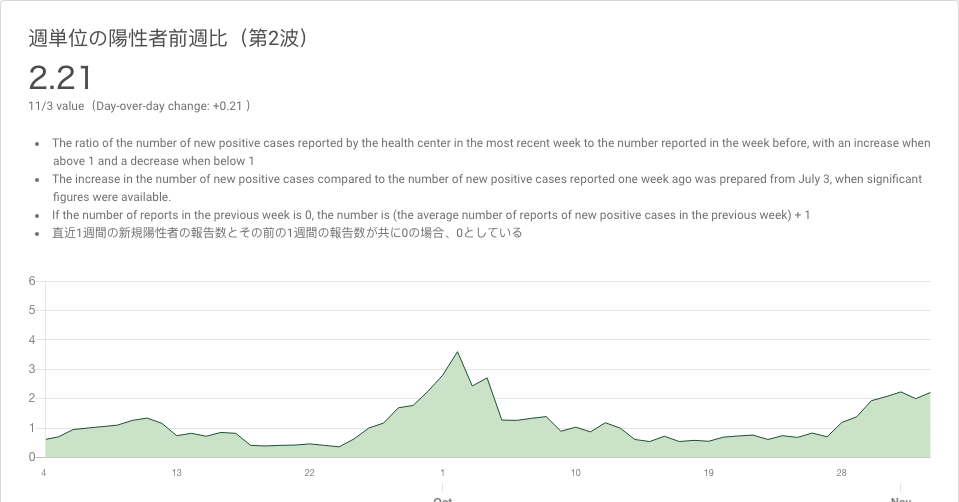 週単位の陽性者前週比（第2波）
2.21
11/3 value（Day-over-day change: +0.21 ）
• The ratio of the number of new positive cases reported by the health center in the most recent week to the number reported in the week before, with an increase when
above 1 and a decrease when below 1
• The increase in the number of new positive cases compared to the number of new positive cases reported one week ago was prepared from July 3, when significant
figures were available.
• If the number of reports in the previous week is 0, the number is (the average number of reports of new positive cases in the previous week) + 1
• 直近1週間の新規陽性者の報告数とその前の1週間の報告数が共に0の場合、0としている
6
5
4
3
2
1
0
4 13 22 1 10 19 28
Oct Nov